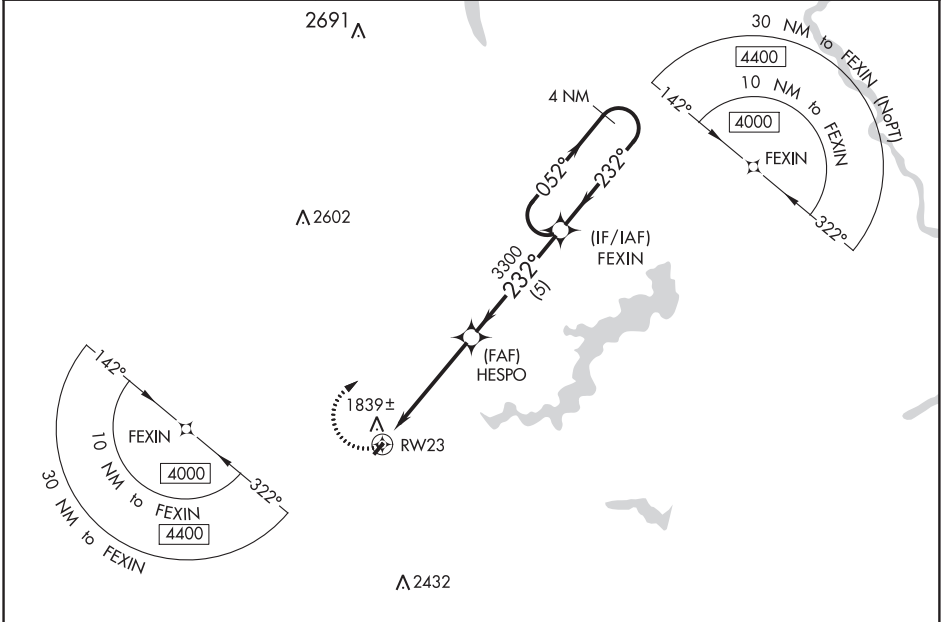 2691
30 NM to FEXIN (NoPT)
4400
10 NM to FEXIN
4000
142°
FEXIN
322°
4 NM
052°
232°
2602
(IF/IAF)
FEXIN
3300
232°
(5)
(FAF)
HESPO
142°
FEXIN
322°
10 NM to FEXIN
4000
30 NM to FEXIN
4400
1839±
RW23
2432